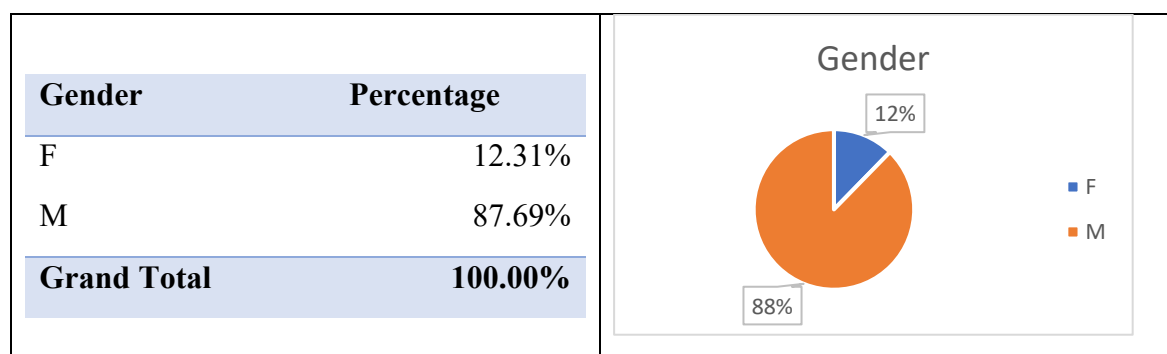 Gender Percentage
F 12.31%
M 87.69%
Grand Total 100.00%
Gender
12%
88%
F
M